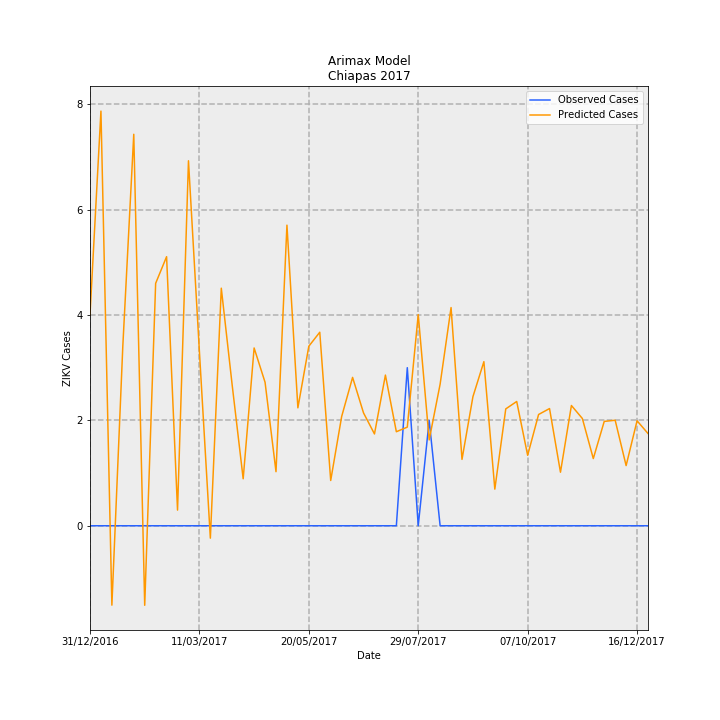 Arimax Model
Chiapas 2017
Observed Cases
Predicted Cases
8
6
4
2
0
ZIKV Cases
31/12/2016
11/03/2017
20/05/2017
29/07/2017
07/10/2017
16/12/2017
Date